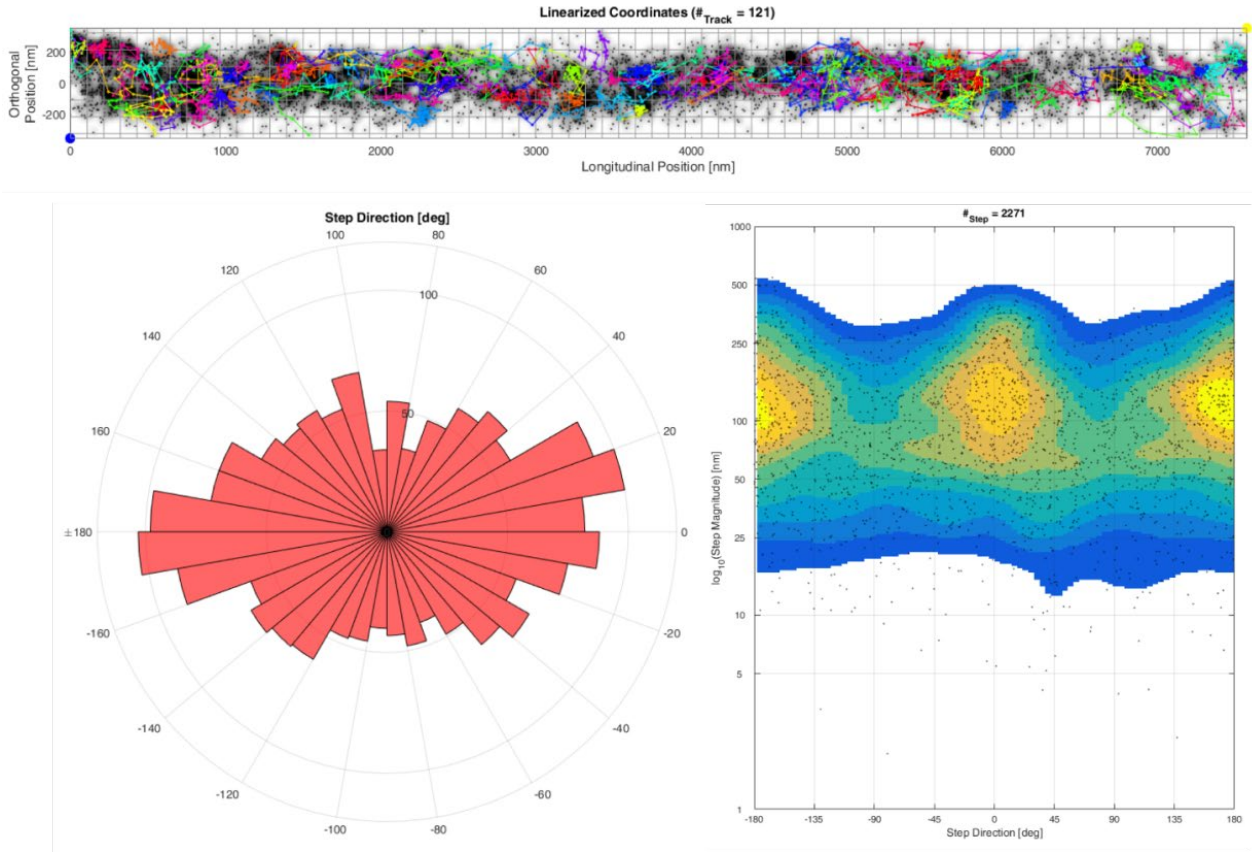 Linearized Coordinates (#Track = 121)
Orthogonal
Position [nm]
200
0
-200
0 1000 2000 3000 4000 5000 6000 7000
Longitudinal Position [nm]
Step Direction [deg]
100 80
120 60
100
140 40
50
160 20
±180 0
-160 -20
-140 -40
-120 -60
-100 -80
#Step = 2271
log10(Step Magnitude) [nm]
1000
500
250
100
50
25
10
5
1
-180 -135 -90 -45 0 45 90 135 180
Step Direction [deg]